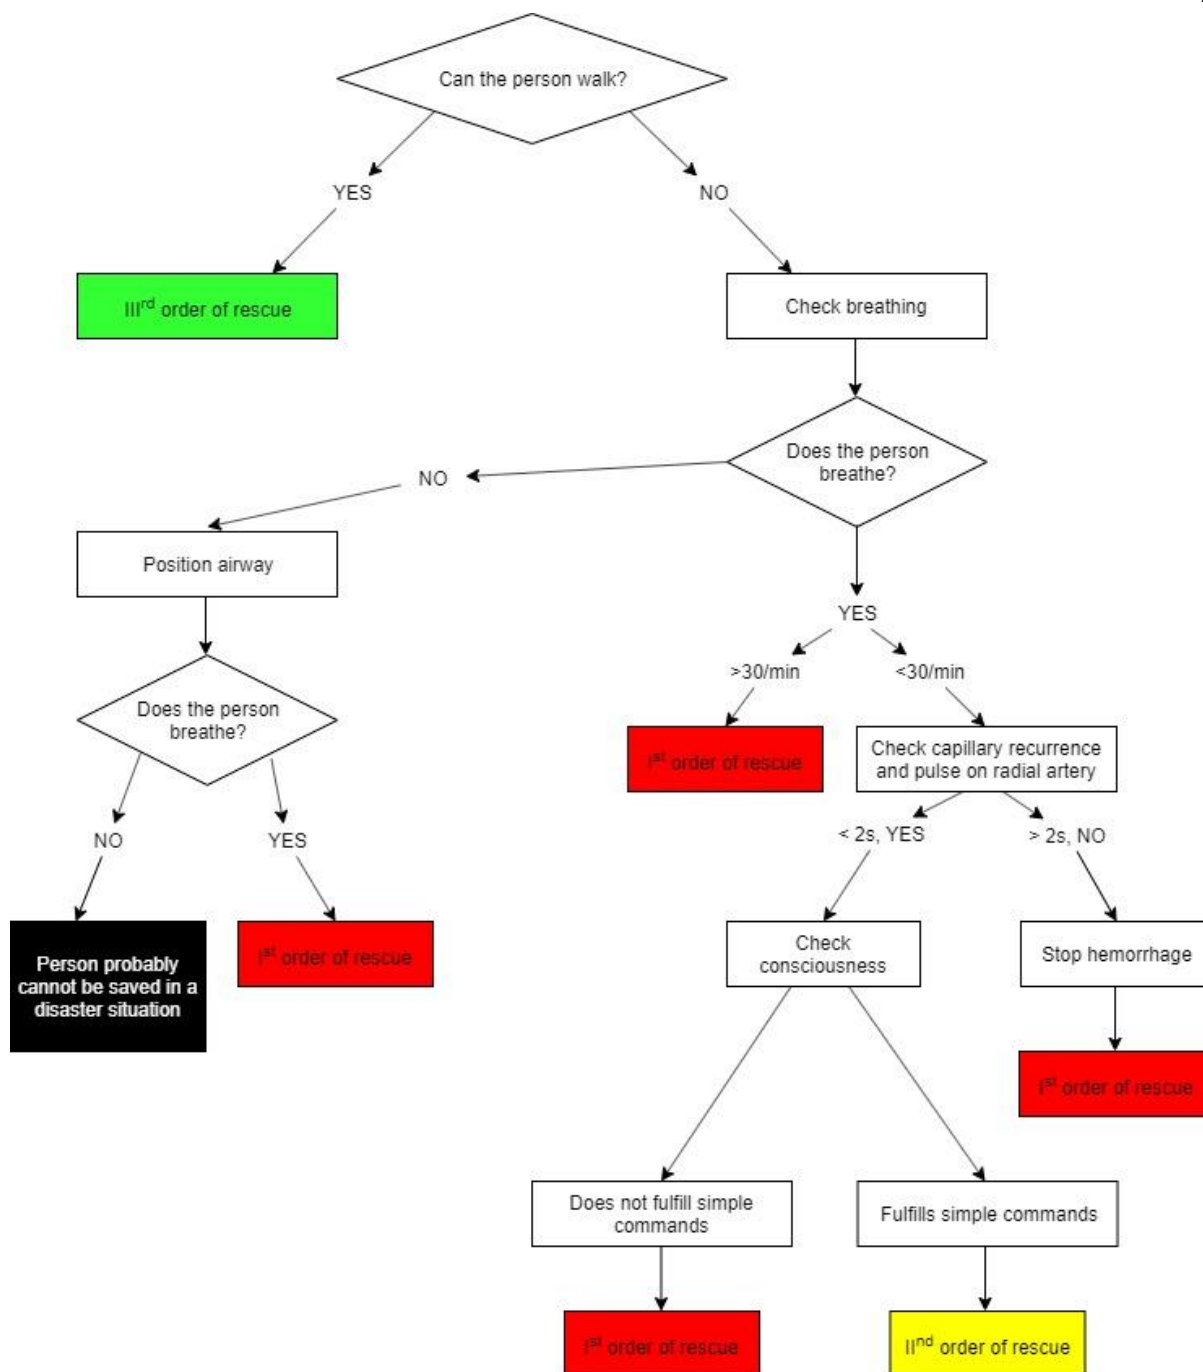 Can the person walk?
YES
NO
IIIrd order of rescue
Check breathing
Does the person
breathe?
NO
Position airway
YES
>30/min
<30/min
Does the person
breathe?
Ist order of rescue
Check capillary recurrence
and pulse on radial artery
NO
YES
< 2s, YES
> 2s, NO
Person probably
cannot be saved in a
disaster situation
Ist order of rescue
Check
consciousness
Stop hemorrhage
Ist order of rescue
Does not fulfill simple
commands
Fulfills simple commands
Ist order of rescue
IInd order of rescue